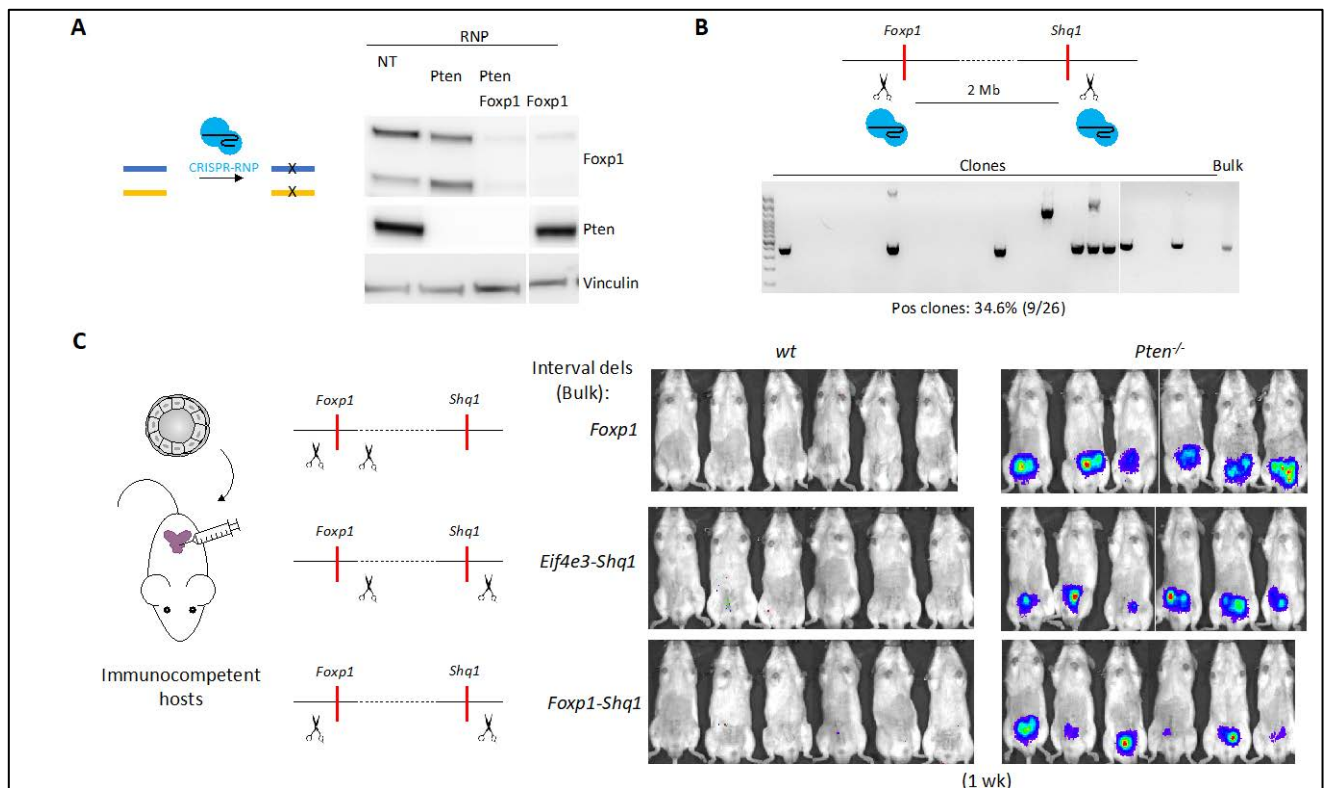 A
RNP
NT
Pten
Pten
Foxp1
Foxp1
CRISPR-RNP
X
X
Foxp1
Pten
Vinculin
B
Foxp1
Shq1
2 Mb
Clones
Bulk
Pos clones: 34.6% (9/26)
C
Immunocompetent
hosts
Foxp1
Shq1
Foxp1
Shq1
Foxp1
Shq1
Interval dels
(Bulk):
wt
Pten-/-
Foxp1
Eif4e3-Shq1
Foxp1-Shq1
(1 wk)